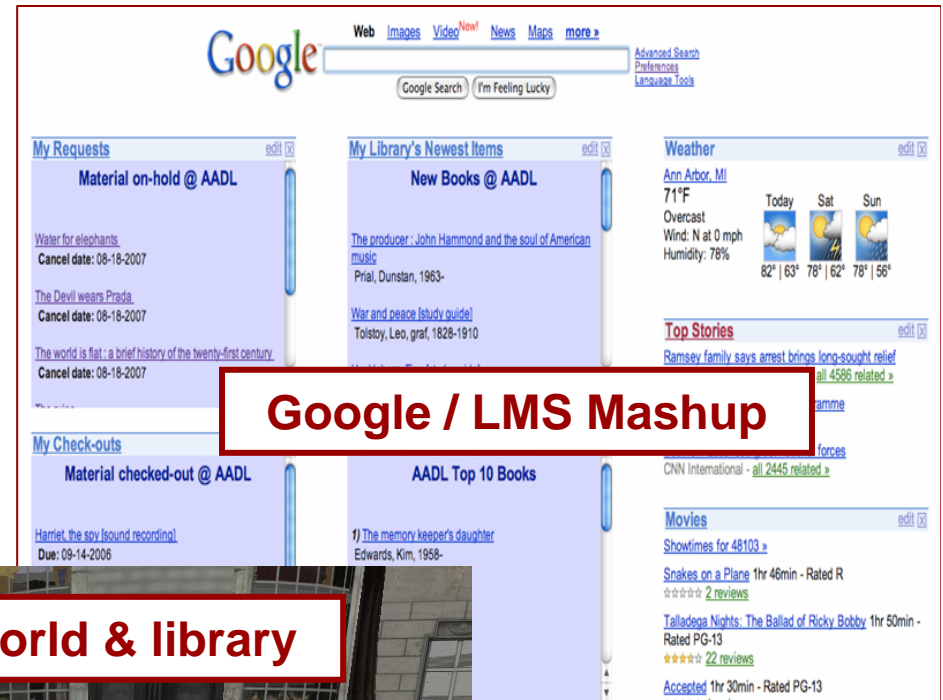 Web Images Video New! News Maps more »
Google
Advanced Search
Preferences
Language Tools
Google Search I'm Feeling Lucky
My Requests edit x
Material on-hold @ AADL
Water for elephants
Cancel date: 08-18-2007
The Devil wears Prada
Cancel date: 08-18-2007
The world is flat : a brief history of the twenty-first century
Cancel date: 08-18-2007
My Library's Newest Items edit x
New Books @ AADL
The producer : John Hammond and the soul of American
music
Prial, Dunstan, 1963-
War and peace [study guide]
Tolstoy, Leo, graf, 1828-1910
Weather edit x
Ann Arbor, MI
71°F
Overcast
Wind: N at 0 mph
Humidity: 78%
Today Sat Sun
82° | 63° 78° | 62° 78° | 56°
Top Stories edit x
Ramsey family says arrest brings long-sought relief
all 4586 related »
ramme
forces
CNN International - all 2445 related »
Google / LMS Mashup
My Check-outs
Material checked-out @ AADL
Harriet, the spy [sound recording]
Due: 09-14-2006
AADL Top 10 Books
1) The memory keeper's daughter
Edwards, Kim, 1958-
Movies edit x
Showtimes for 48103 »
Snakes on a Plane 1hr 46min - Rated R
2 reviews
Talladega Nights: The Ballad of Ricky Bobby 1hr 50min -
Rated PG-13
22 reviews
Accepted 1hr 30min - Rated PG-13
orld & library